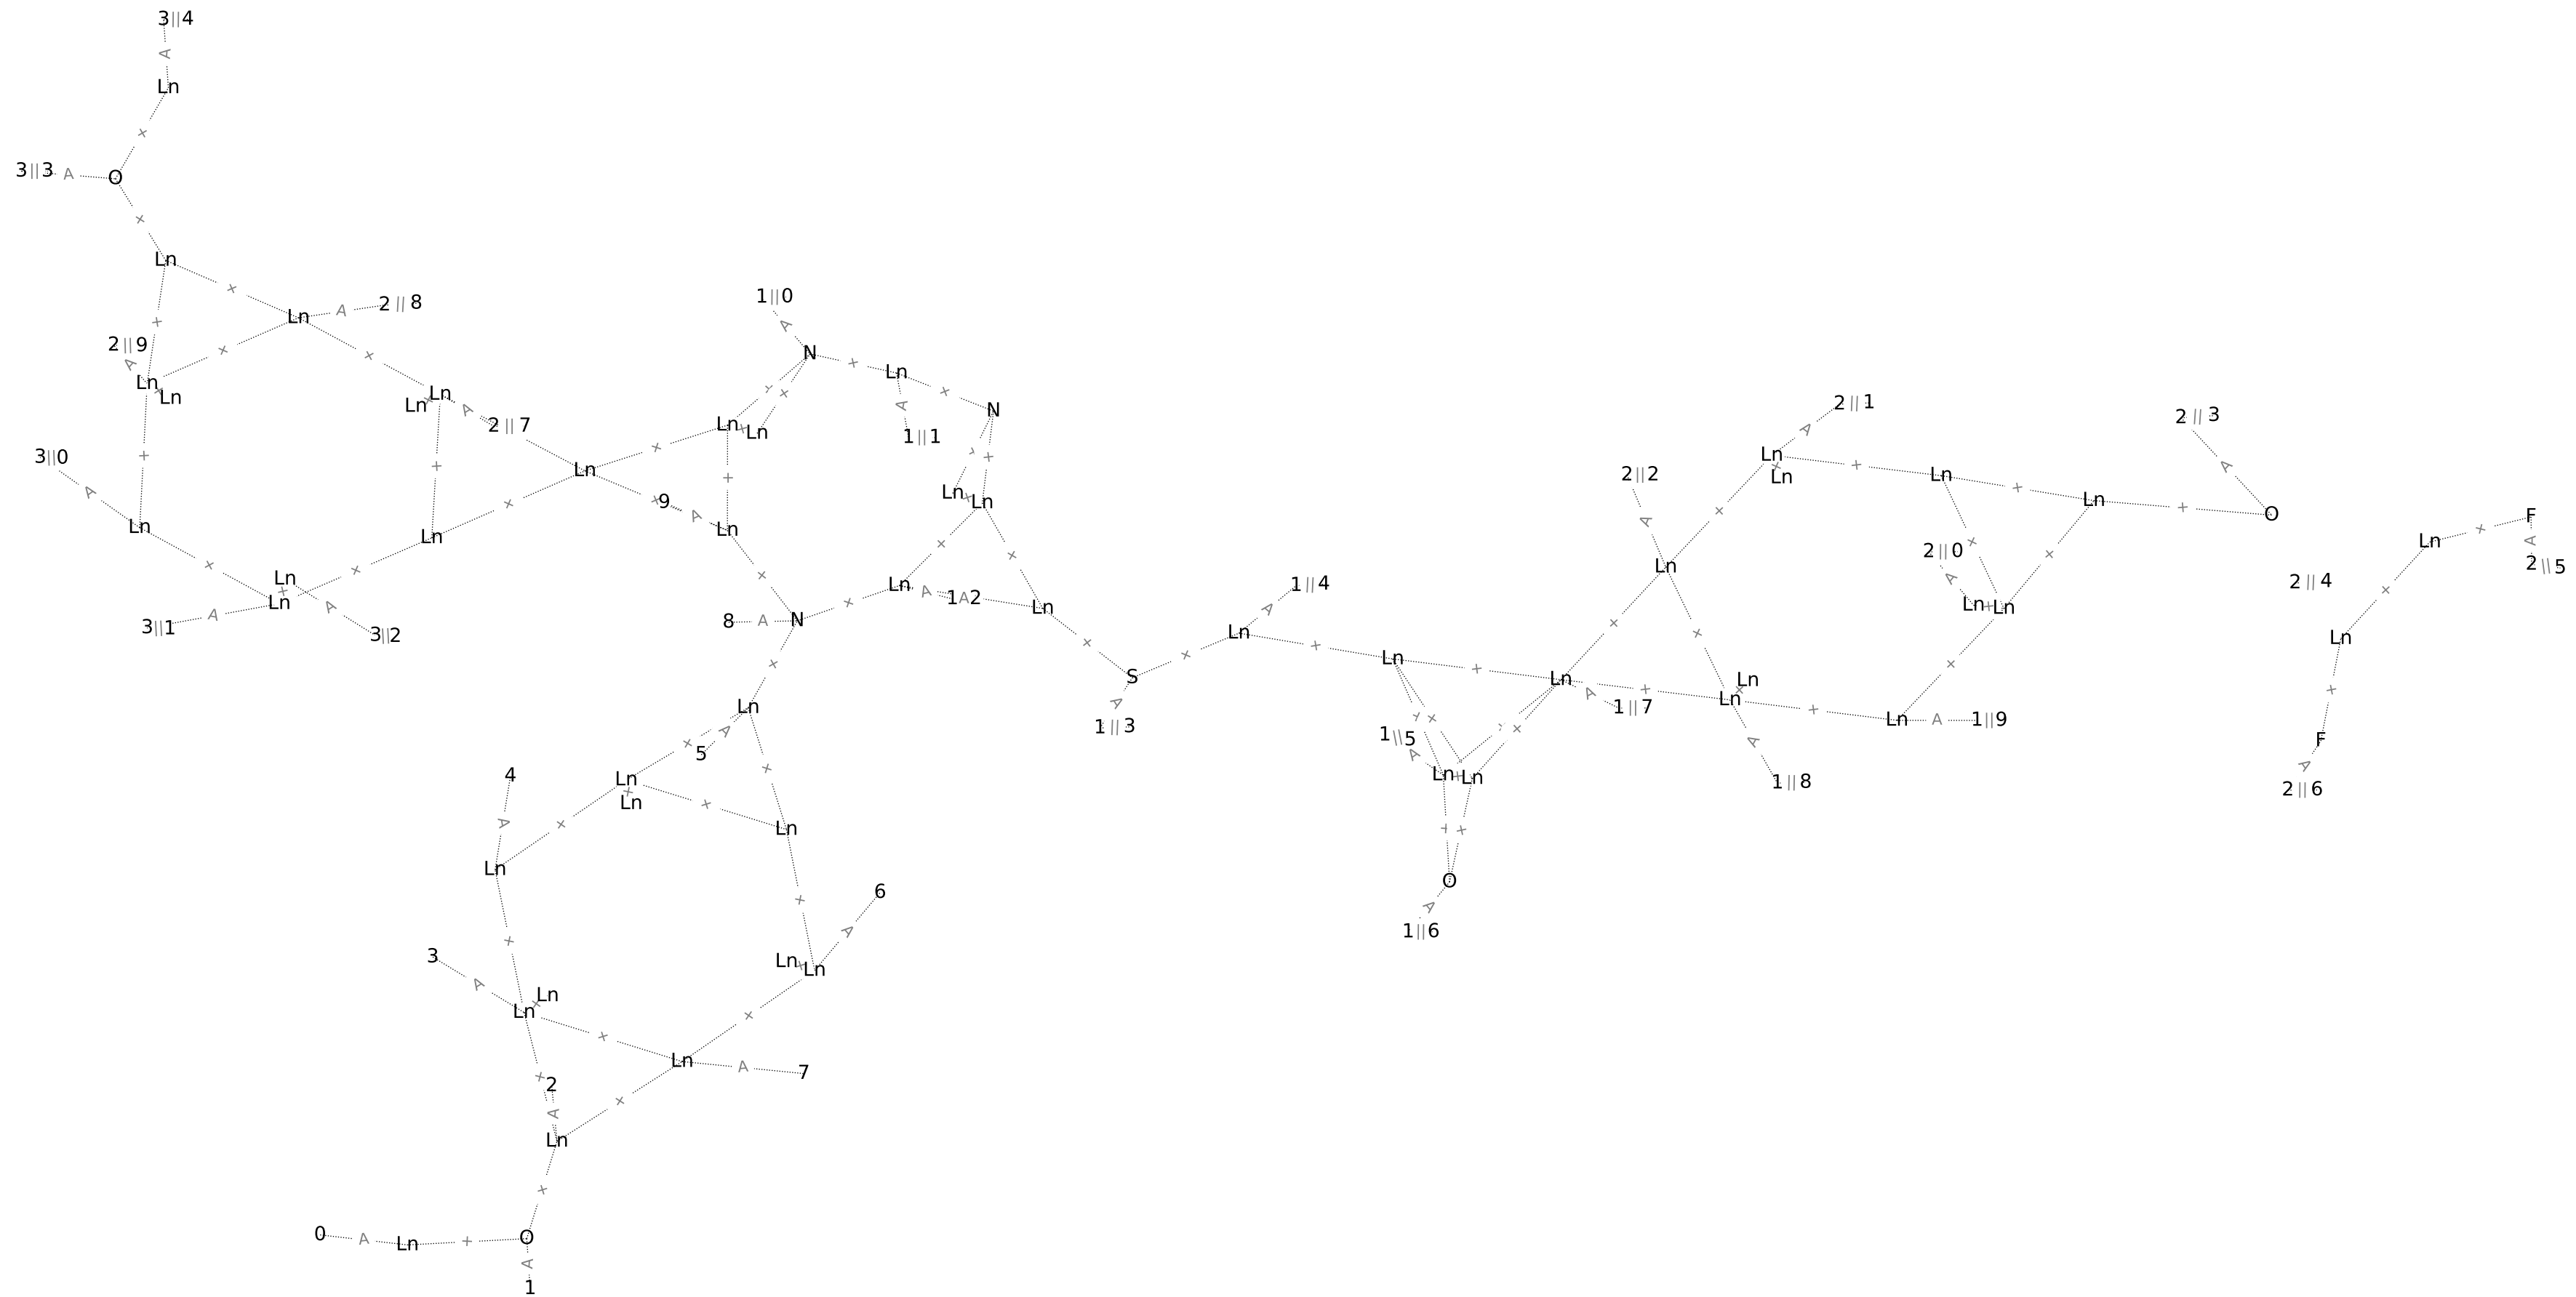 3||4
A
Ln
×
3||3 A O
×
Ln
×
Ln A 2||8
+
2||9
A
×
Ln
×
Ln
×
Ln
Ln
×
A
2||7
+
3||0
A
Ln
+
Ln
×
Ln
×
×
Ln
×
Ln
3||1 A
A
3||2
1||0
A
N + Ln × N
A
1||1
×
×
Ln + Ln
+
×
9 A Ln
×
+
Ln + Ln
×
×
8 A N × Ln A 1 A 2 Ln
×
S × Ln
A
1||4
A
1||3
×
Ln
×
A
5
×
Ln
×
Ln
×
Ln
4
A
×
Ln
+
+
6
A
Ln × Ln
3
A
Ln
×
Ln
×
×
Ln A 7
×
2
A
×
Ln
×
0 A Ln + O
A
1
+
Ln
+
Ln
A
1||7
+
×
×
×
1||5
A
Ln + Ln
+
+
O
A
1||6
×
2||2
A
Ln
×
×
Ln
×
Ln
A
1||8
+
Ln A 1||9
2||1
A
Ln
×
Ln
+
Ln
+
Ln
+
O
A
2||3
×
×
2||0
A
Ln + Ln
×
2||4
Ln × F
A
2||5
×
Ln
+
F
A
2||6